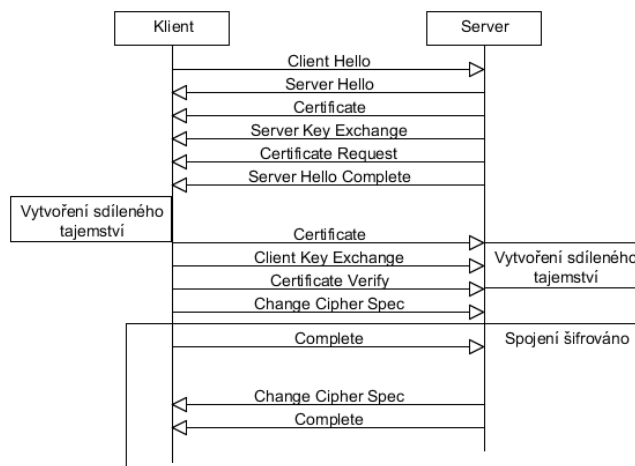 Klient
Server
Client Hello
Server Hello
Certificate
Server Key Exchange
Certificate Request
Server Hello Complete
Vytvoření sdíleného
tajemství
Certificate
Client Key Exchange
Vytvoření sdíleného
tajemství
Certificate Verify
Change Cipher Spec
Complete
Spojení šifrováno
Change Cipher Spec
Complete